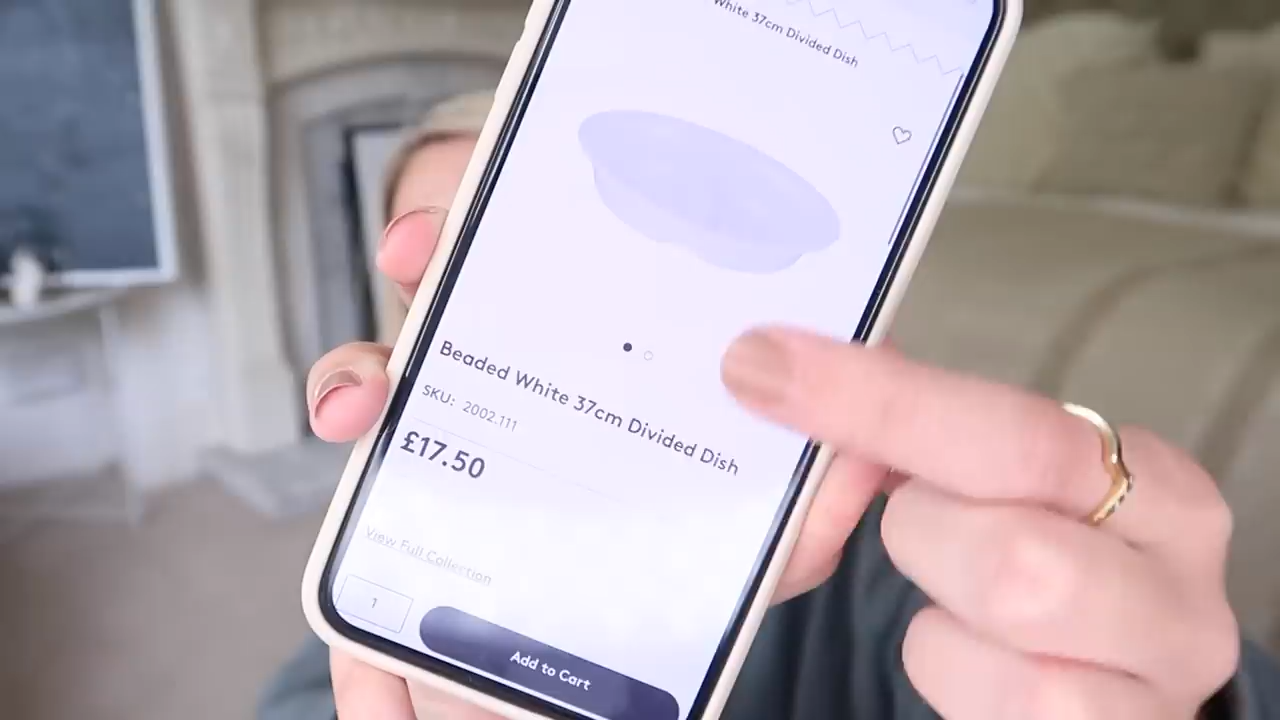 White 37cm Divided Dish
Beaded White 37cm Divided Dish
SKU: 2002.111
£17.50
View Full Collection
1
Add to Cart